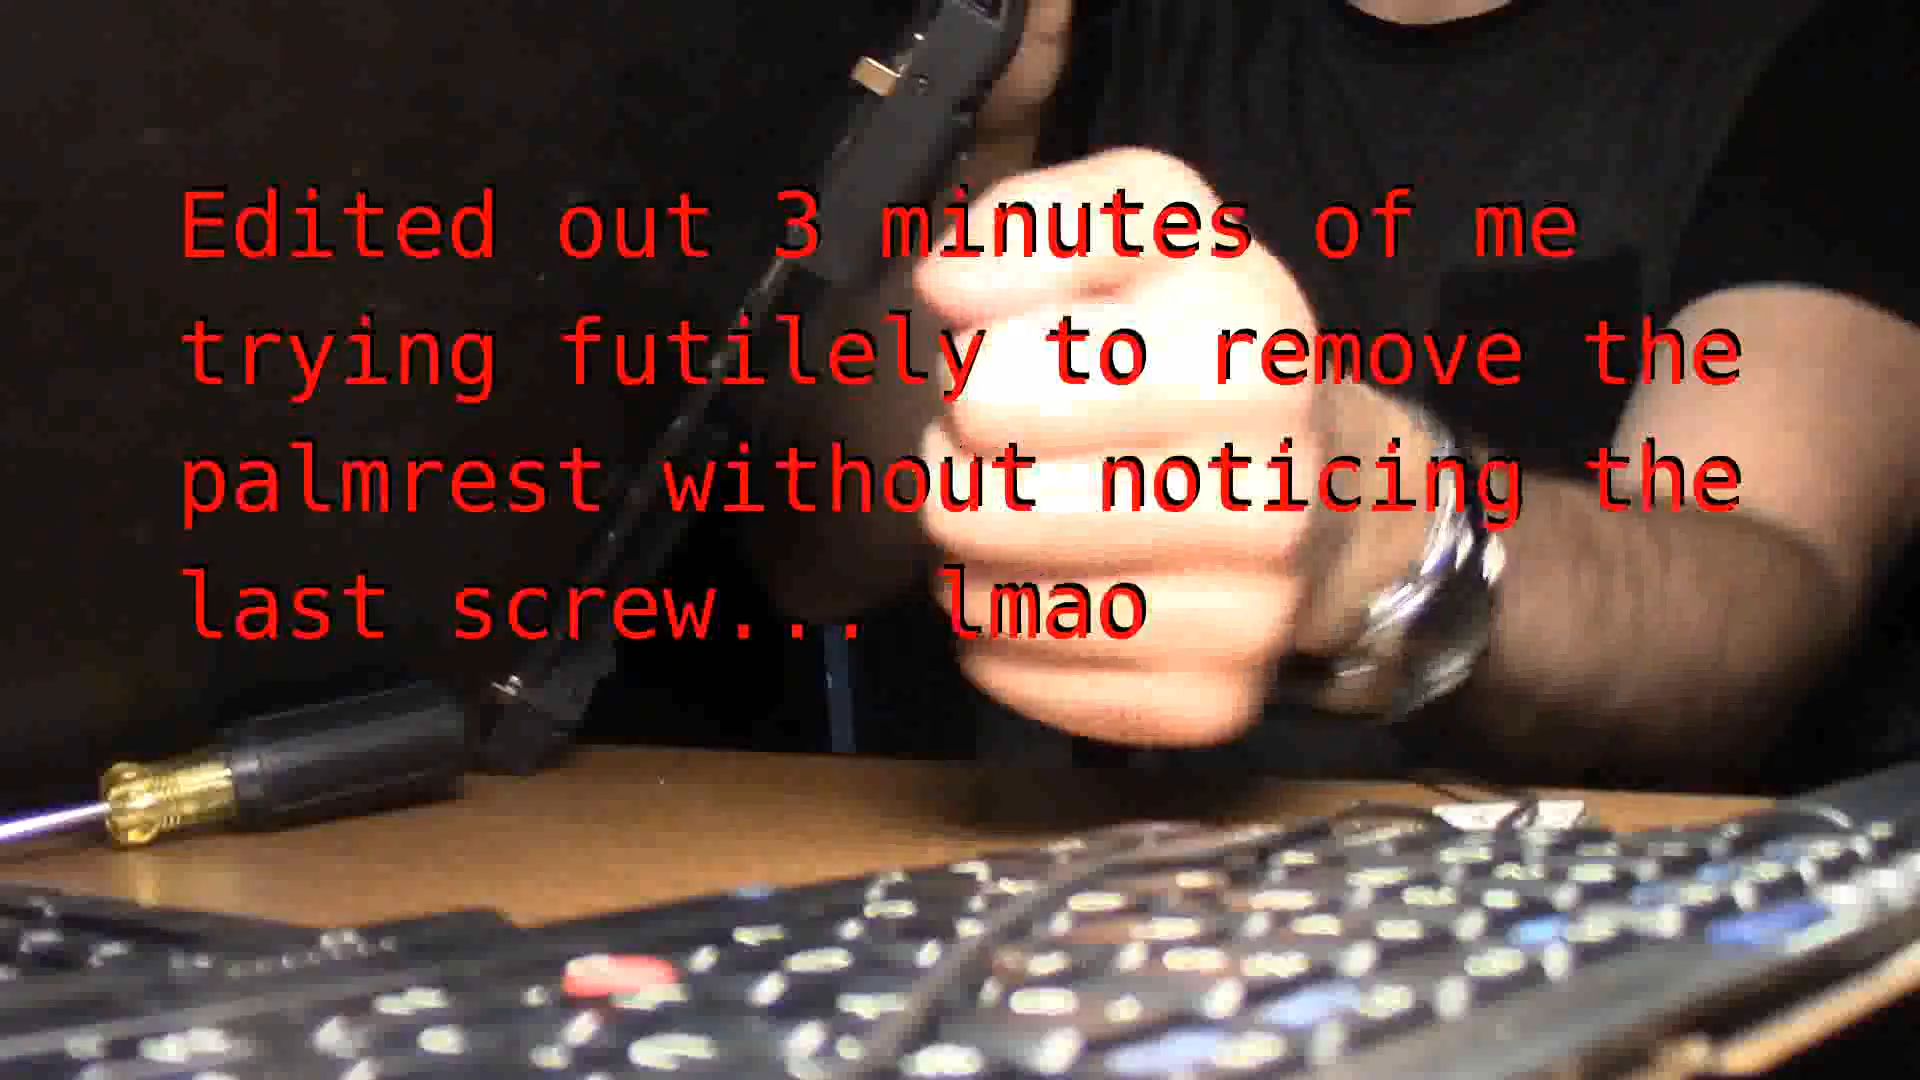 Edited out 3 minutes of me
trying futilely to remove the
palmrest without noticing the
last screw... lmao